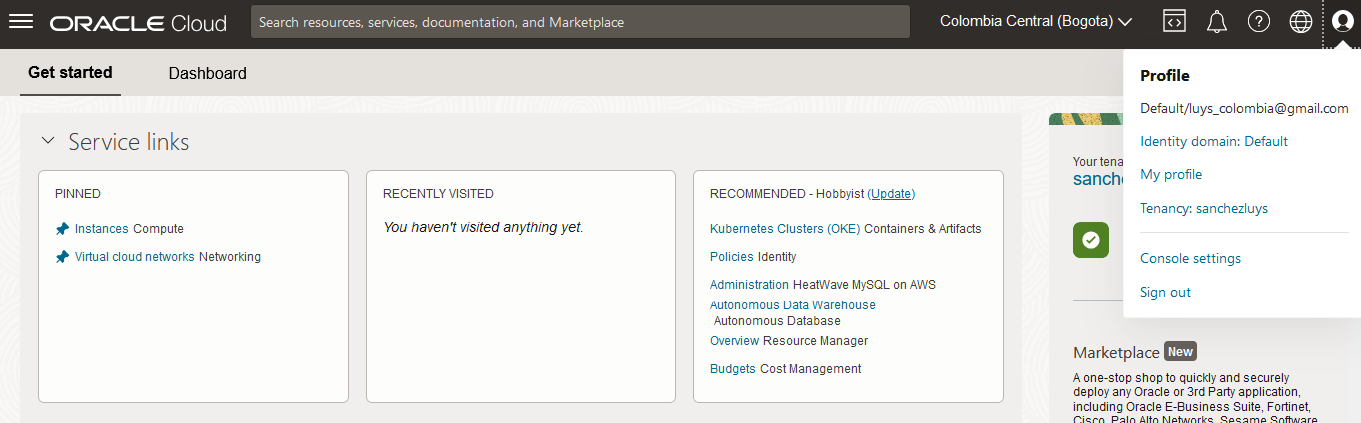 ORACLE Cloud
Search resources, services, documentation, and Marketplace
Colombia Central (Bogota)
Get started
Dashboard
Profile
Default/luys_colombia@gmail.com
Identity domain: Default
My profile
Tenancy: sanchezluys
Console settings
Sign out
Service links
PINNED
Instances Compute
Virtual cloud networks Networking
RECENTLY VISITED
You haven't visited anything yet.
RECOMMENDED - Hobbyist (Update)
Kubernetes Clusters (OKE) Containers & Artifacts
Policies Identity
Administration HeatWave MySQL on AWS
Autonomous Data Warehouse
Autonomous Database
Overview Resource Manager
Budgets Cost Management
Your tena
sanche
Marketplace New
A one-stop shop to quickly and securely
deploy any Oracle or 3rd Party application,
including Oracle E-Business Suite, Fortinet,
Cisco, Palo Alto Networks, Sesame Software